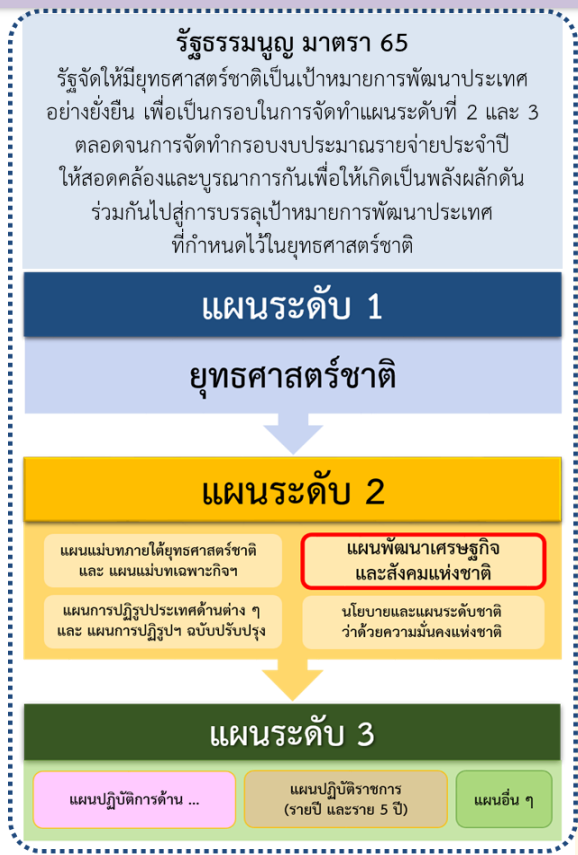 รัฐธรรมนูญ มาตรา 65
รัฐจัดให้มียุทธศาสตร์ชาติเป็นเป้าหมายการพัฒนาประเทศ
อย่างยั่งยืน เพื่อเป็นกรอบในการจัดทำแผนระดับที่ 2 และ 3
ตลอดจนการจัดทำกรอบงบประมาณรายจ่ายประจำปี
ให้สอดคล้องและบูรณาการกันเพื่อให้เกิดเป็นพลังผลักดัน
ร่วมกันไปสู่การบรรลุเป้าหมายการพัฒนาประเทศ
ที่กำหนดไว้ในยุทธศาสตร์ชาติ
แผนระดับ 1
ยุทธศาสตร์ชาติ
แผนระดับ 2
แผนแม่บทภายใต้ยุทธศาสตร์ชาติ
และ แผนแม่บทเฉพาะกิจฯ
แผนพัฒนาเศรษฐกิจ
และสังคมแห่งชาติ
แผนการปฏิรูปประเทศด้านต่าง ๆ
และ แผนการปฏิรูปฯ ฉบับปรับปรุง
นโยบายและแผนระดับชาติ
ว่าด้วยความมั่นคงแห่งชาติ
แผนระดับ 3
แผนปฏิบัติการด้าน ...
แผนปฏิบัติราชการ
(รายปี และราย 5 ปี)
แผนอื่น ๆ